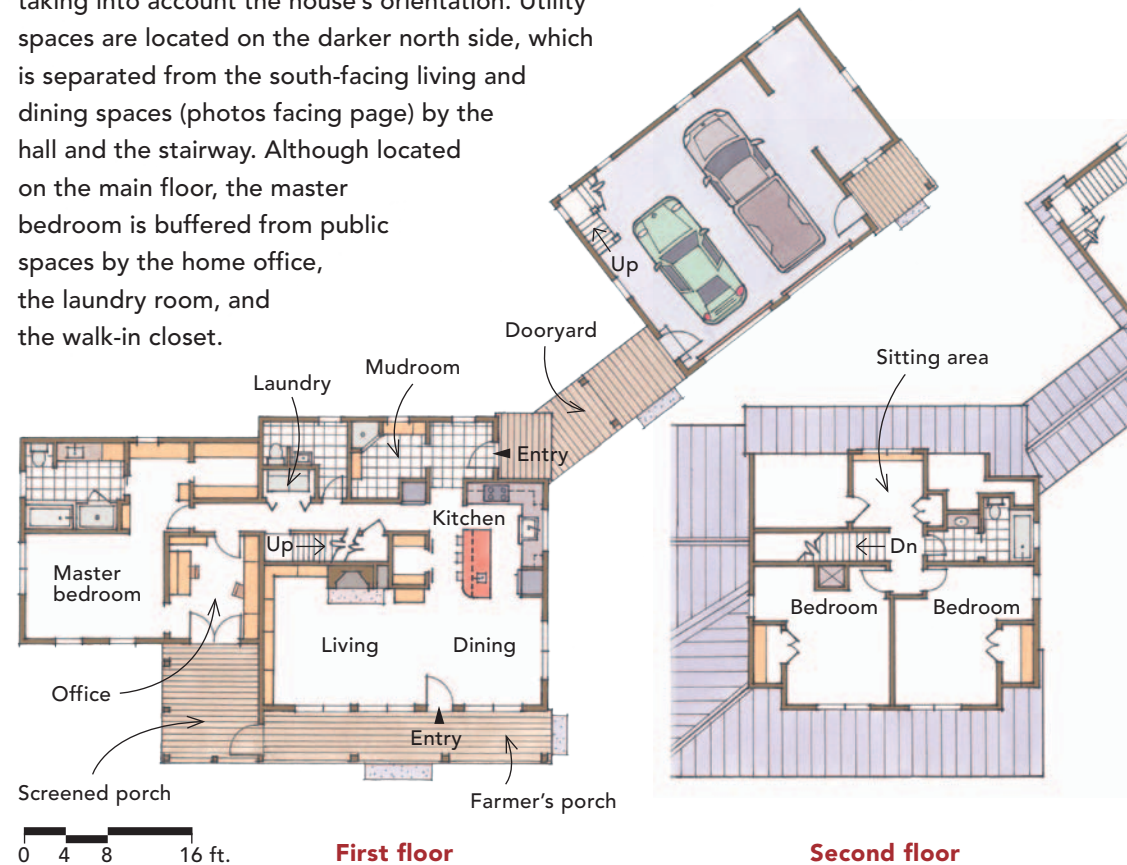 taking into account the house's orientation. Utility
spaces are located on the darker north side, which
is separated from the south-facing living and
dining spaces (photos facing page) by the
hall and the stairway. Although located
on the main floor, the master
bedroom is buffered from public
spaces by the home office,
the laundry room, and
the walk-in closet.
Up
Dooryard
Sitting area
Mudroom
Laundry
Entry
Kitchen
Up
Dn
Master
bedroom
Bedroom
Bedroom
Living
Dining
Office
Entry
Screened porch
Farmer's porch
0 4 8 16 ft.
First floor
Second floor